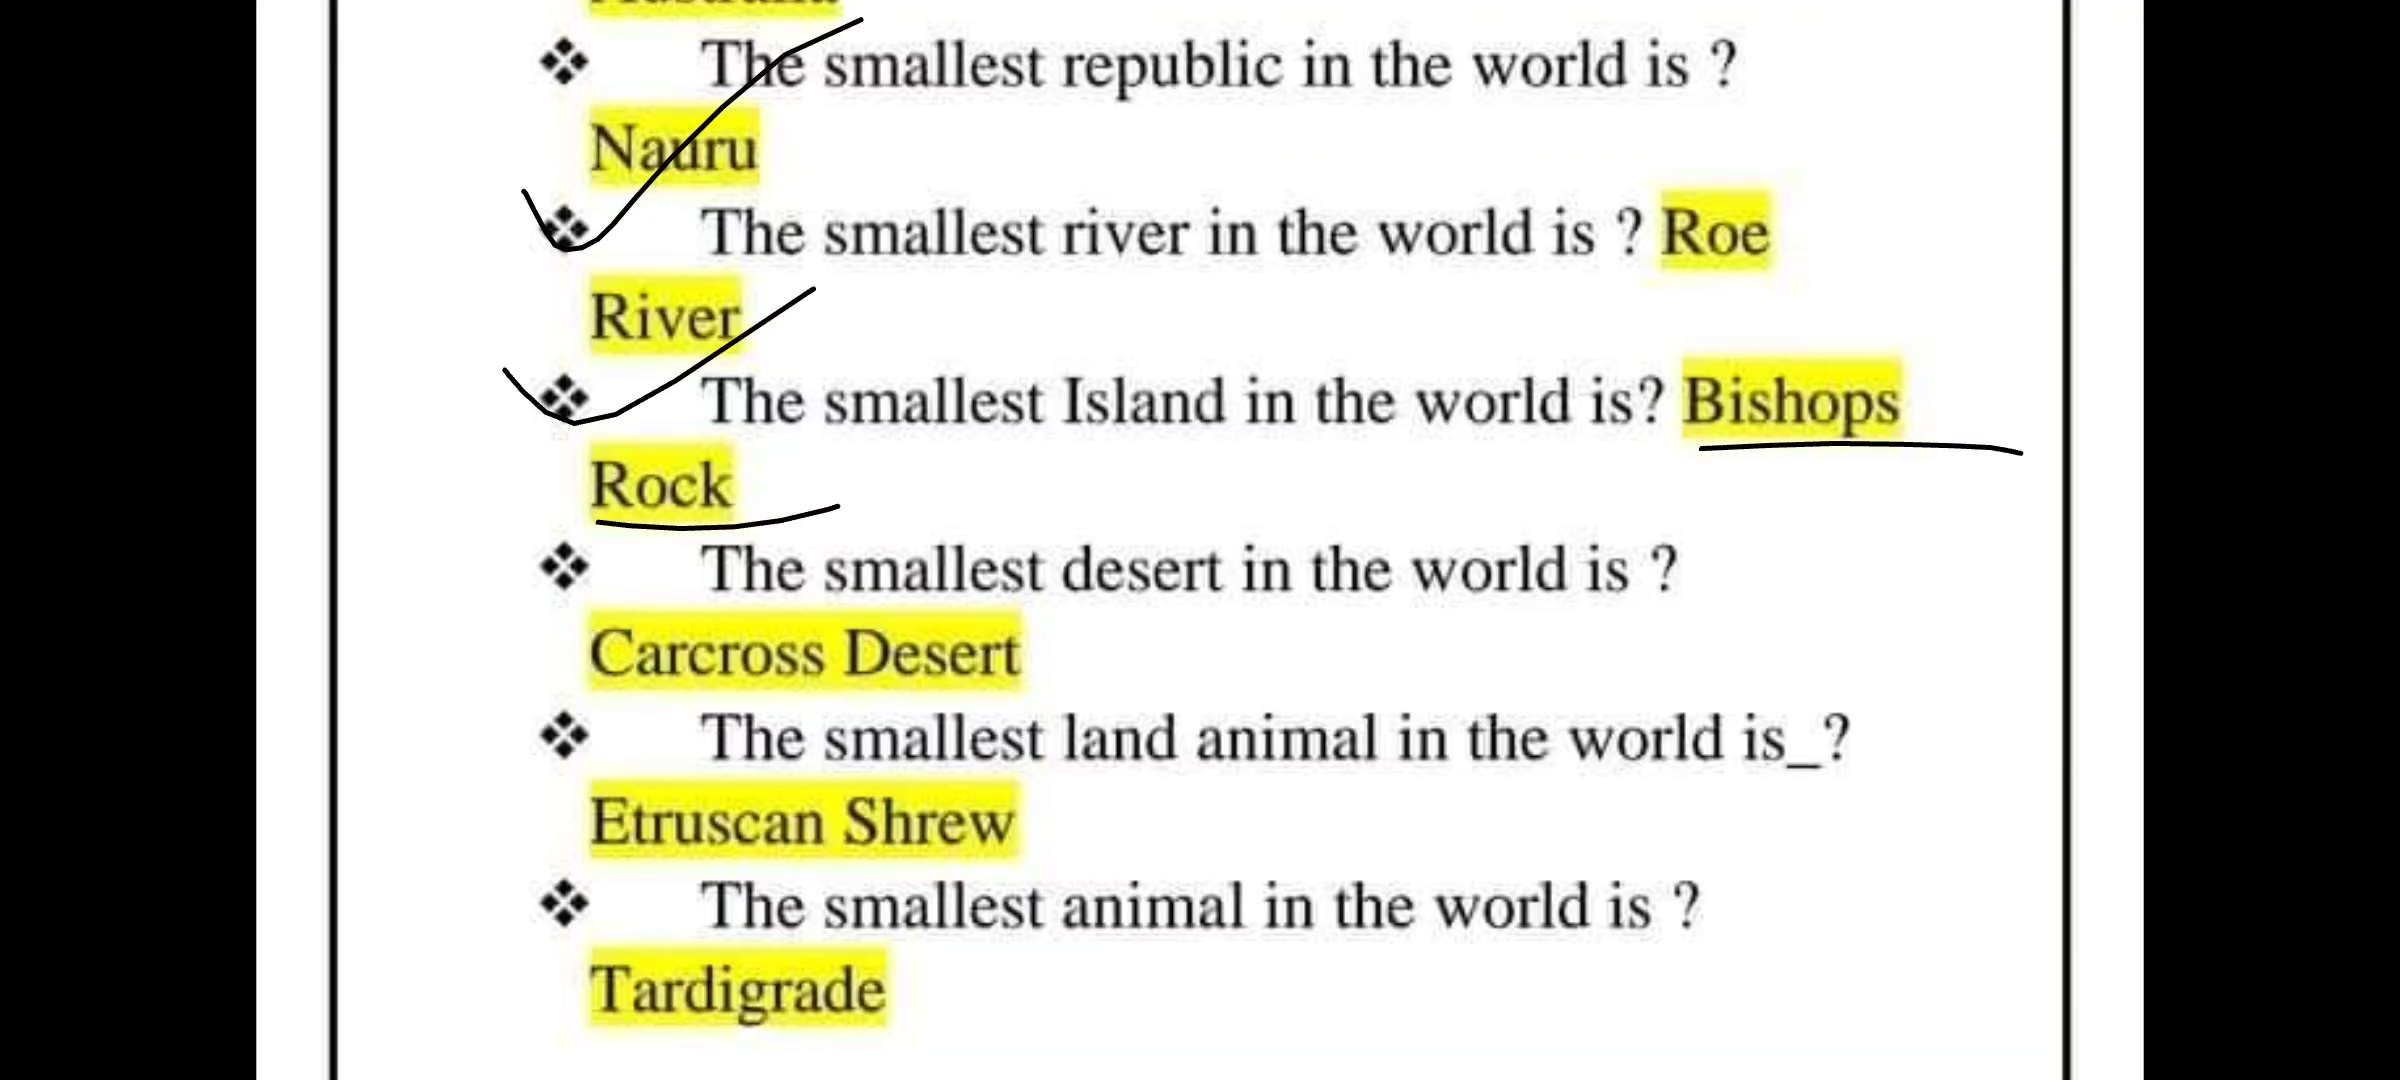 ❖ The smallest republic in the world is ?
Nauru
❖ The smallest river in the world is ? Roe
River
❖ The smallest Island in the world is? Bishops
Rock
❖ The smallest desert in the world is ?
Carcross Desert
❖ The smallest land animal in the world is_?
Etruscan Shrew
❖ The smallest animal in the world is ?
Tardigrade